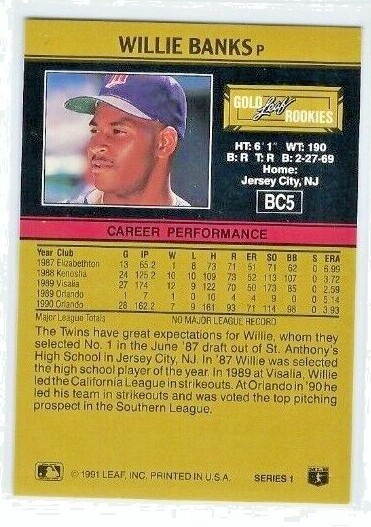 WILLIE BANKS P
GOLD Leaf ROOKIES
HT: 6' 1" WT: 190
B: R T: R B: 2-27-69
Home:
Jersey City, NJ
BC5
CAREER PERFORMANCE
Year Club G IP W L H R ER SO BB S ERA
1987 Elizabethton 13 65.2 1 8 73 71 51 71 62 0 6.99
1988 Kenosha 24 125.2 10 10 109 73 52 113 107 0 3.72
1989 Visalia 27 174 12 9 122 70 50 173 85 0 2.59
1989 Orlando 7 1 0 10 4 4 9 0 0 5.14
1990 Orlando 28 162.2 7 9 161 93 71 114 98 0 3.93
Major League Totals NO MAJOR LEAGUE RECORD
The Twins have great expectations for Willie, whom they
selected No. 1 in the June '87 draft out of St. Anthony's
High School in Jersey City, NJ. In '87 Willie was selected
the high school player of the year. In 1989 at Visalia, Willie
led the California League in strikeouts. At Orlando in '90 he
led his team in strikeouts and was voted the top pitching
prospect in the Southern League.
© 1991 LEAF, INC. PRINTED IN U.S.A. SERIES 1